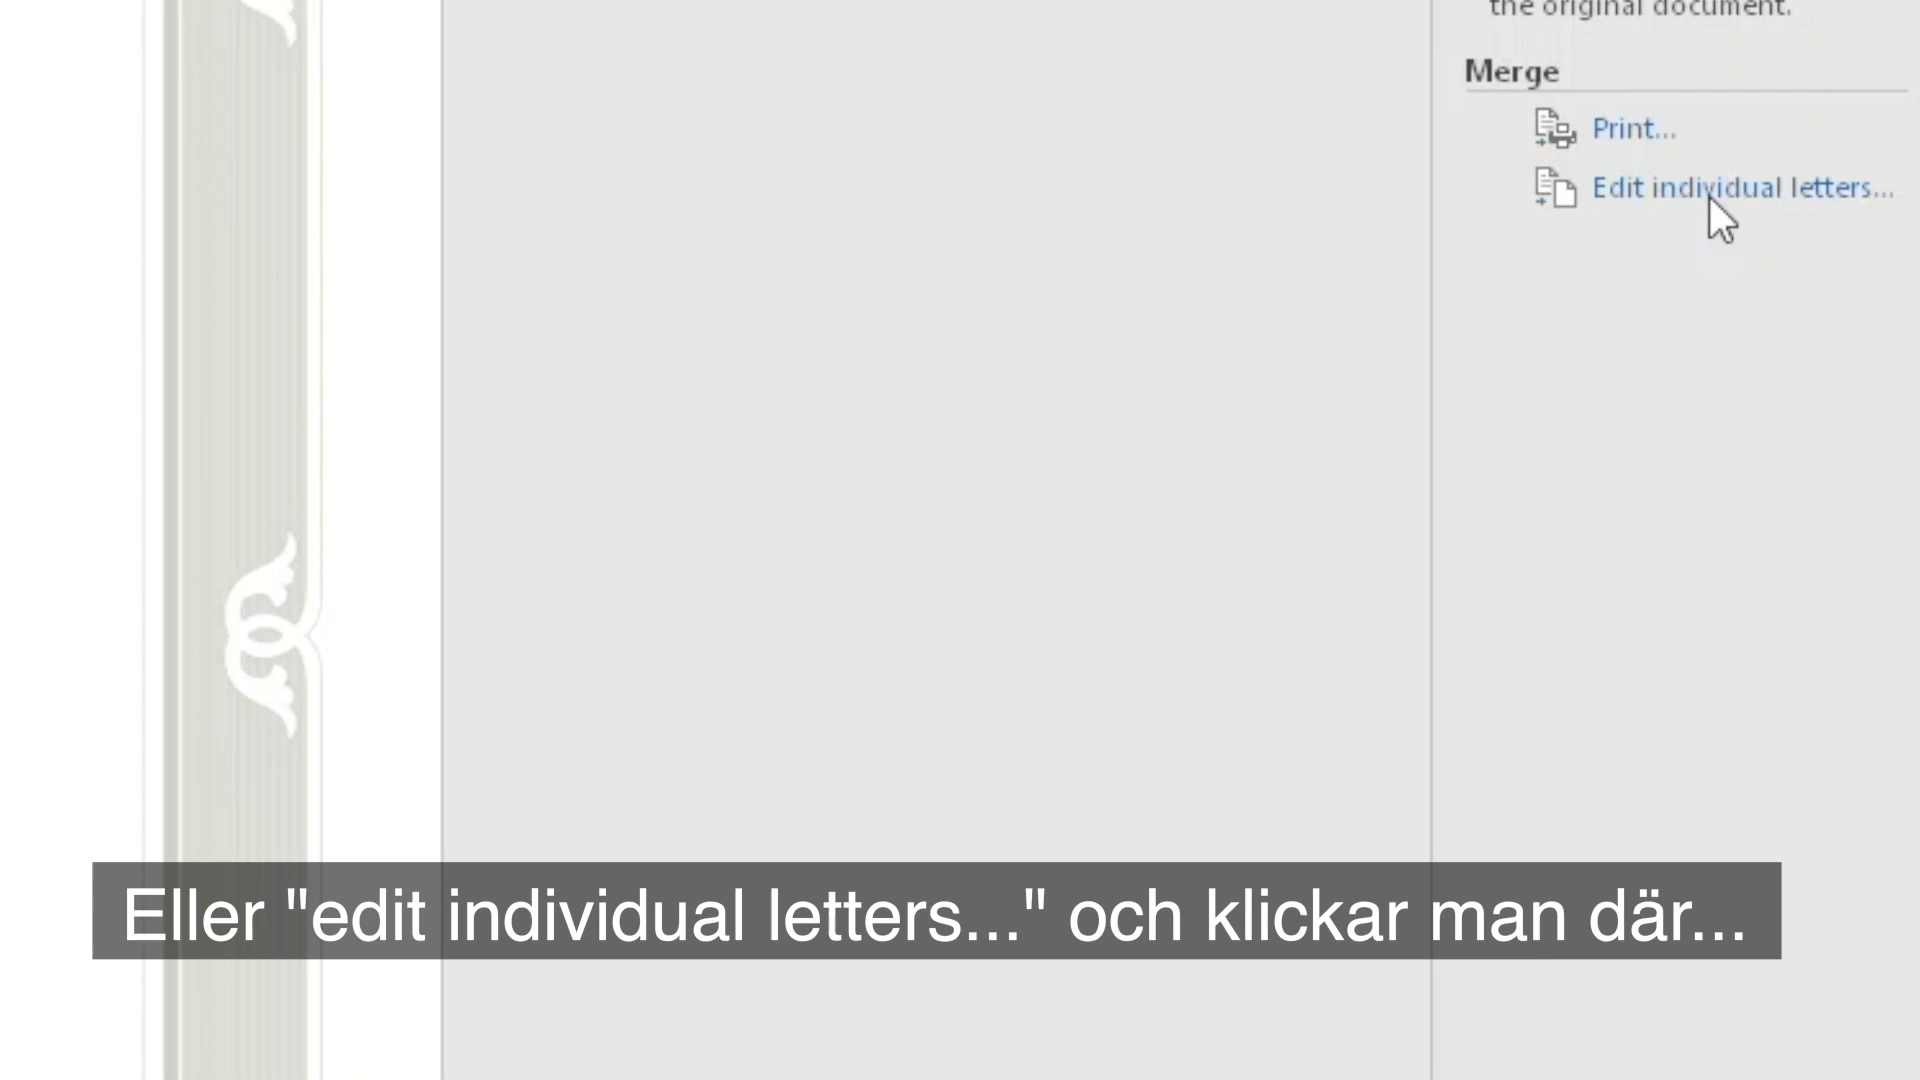 the original document.
Merge
Print...
Edit individual letters...
Eller "edit individual letters..." och klickar man där...